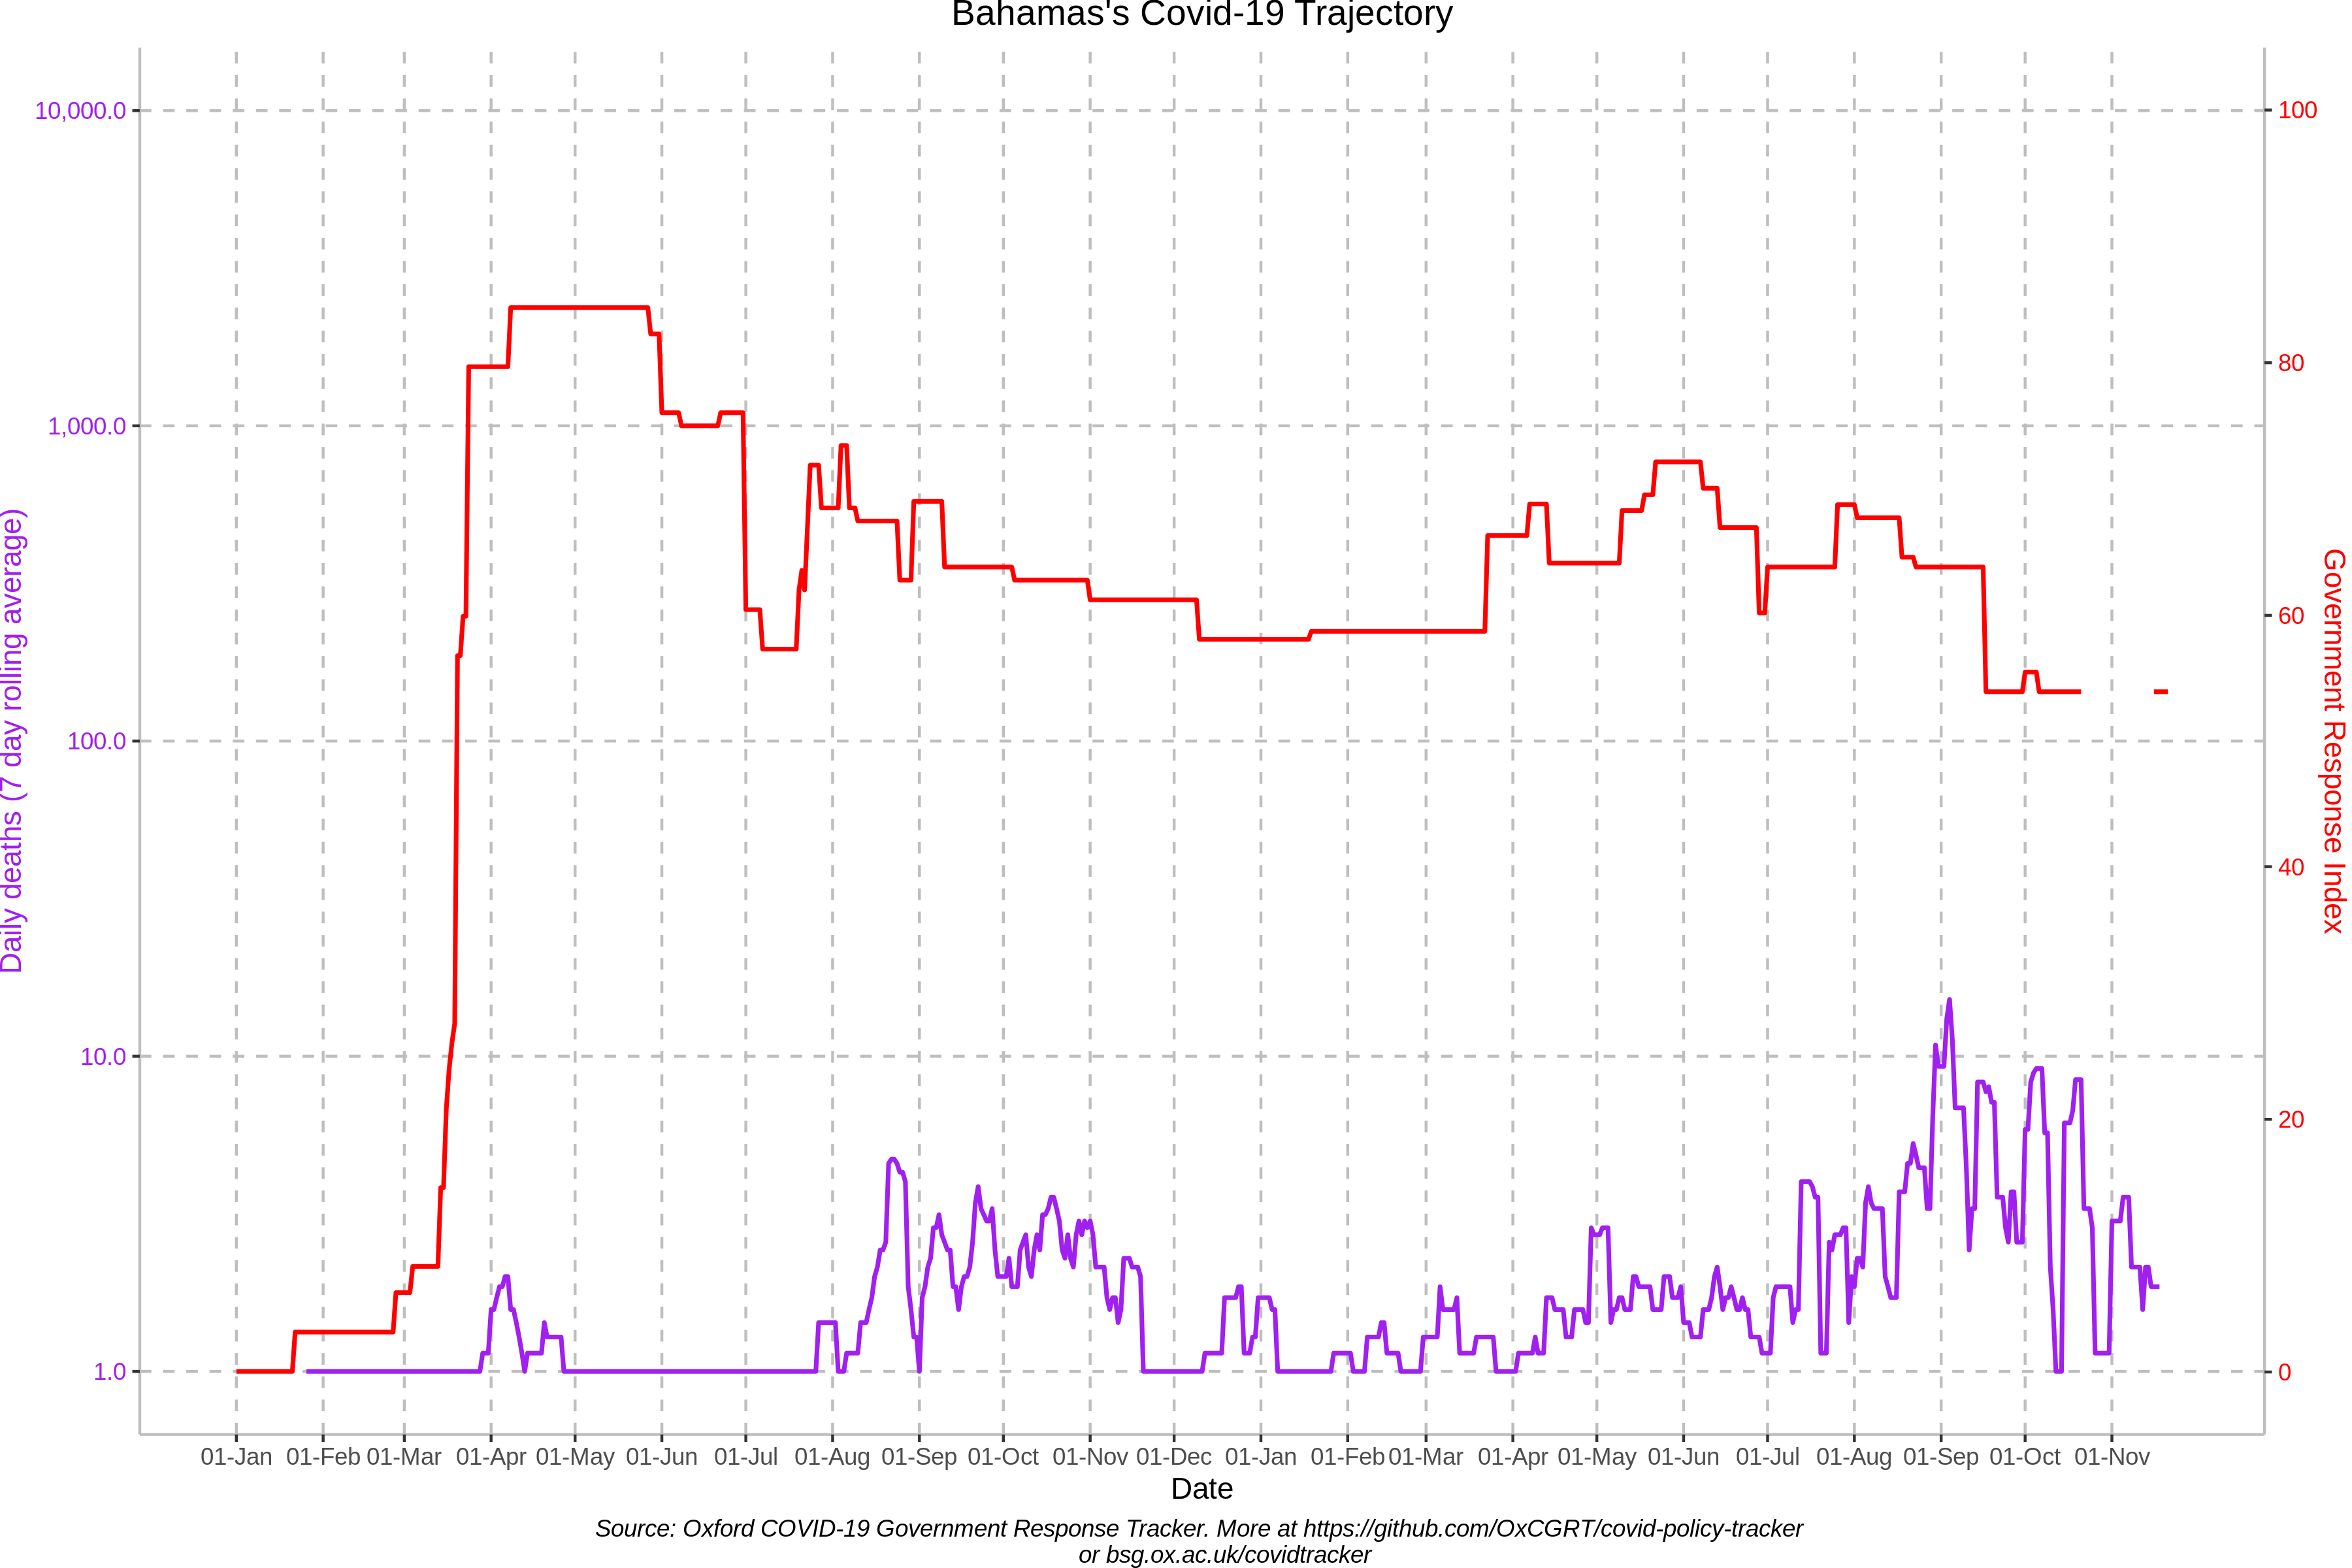 Bahamas's Covid-19 Trajectory
10,000.0
1,000.0
100.0
10.0
1.0
Daily deaths (7 day rolling average)
100
80
60
40
20
0
Government Response Index
01-Jan 01-Feb 01-Mar 01-Apr 01-May 01-Jun 01-Jul 01-Aug 01-Sep 01-Oct 01-Nov 01-Dec 01-Jan 01-Feb 01-Mar 01-Apr 01-May 01-Jun 01-Jul 01-Aug 01-Sep 01-Oct 01-Nov
Date
Source: Oxford COVID-19 Government Response Tracker. More at https://github.com/OxCGRT/covid-policy-tracker
or bsg.ox.ac.uk/covidtracker